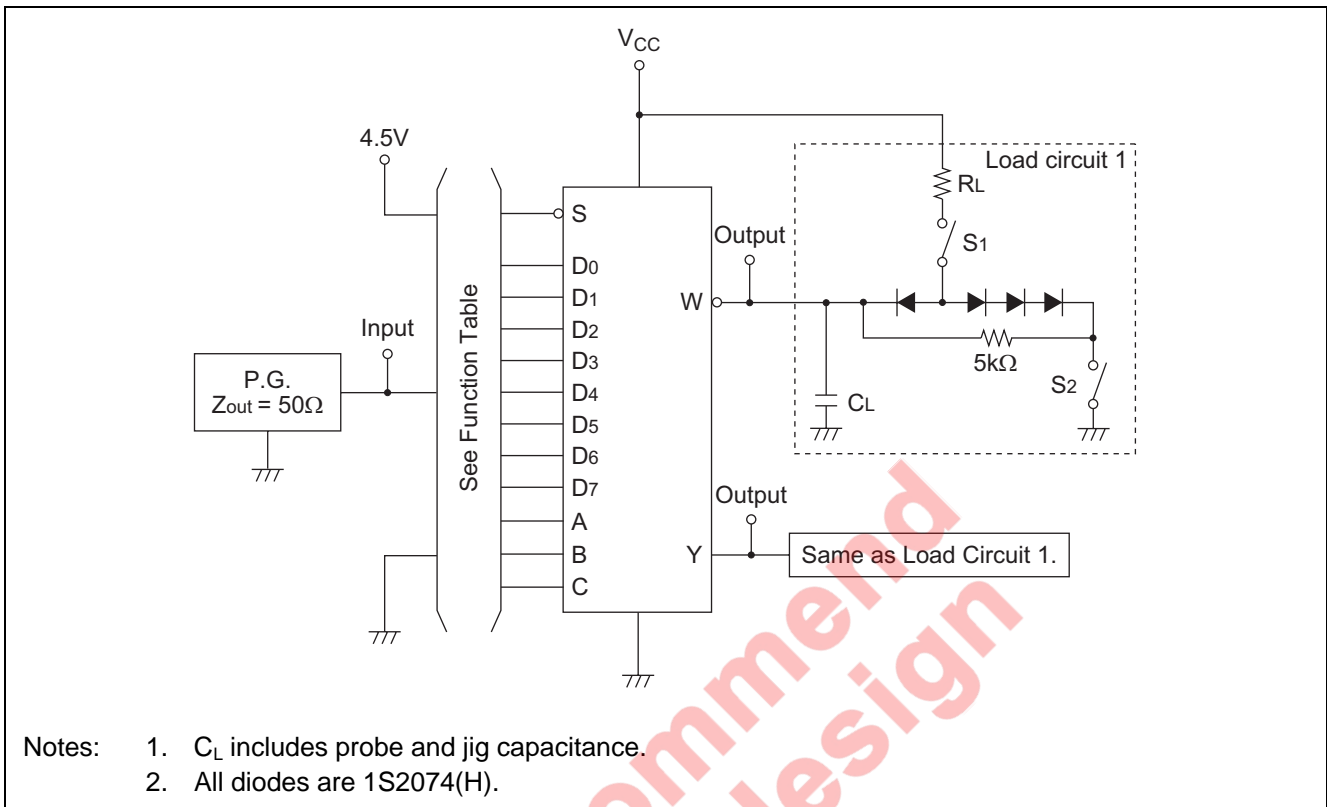 VCC
4.5V
Load circuit 1
RL
S
Output
S1
D0
D1
W
Input
D2
See Function Table
D3
5kΩ
P.G.
Zout = 50Ω
D4
S2
CL
D5
D6
D7
Output
A
B
Y
Same as Load Circuit 1.
C
ommend
design
Notes: 1. CL includes probe and jig capacitance.
2. All diodes are 1S2074(H).